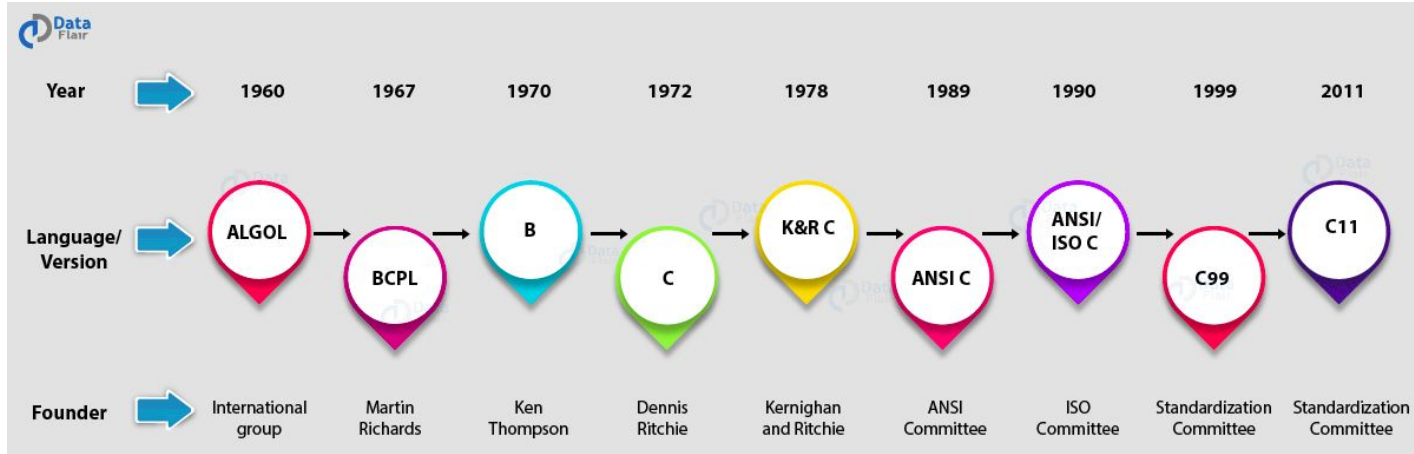 Data
Flair
Year 1960 1967 1970 1972 1978 1989 1990 1999 2011
Language/
Version
ALGOL
BCPL
B
C
K&R C
ANSI C
ANSI/
ISO C
C99
C11
Founder
International
group
Martin
Richards
Ken
Thompson
Dennis
Ritchie
Kernighan
and Ritchie
ANSI
Committee
ISO
Committee
Standardization
Committee
Standardization
Committee